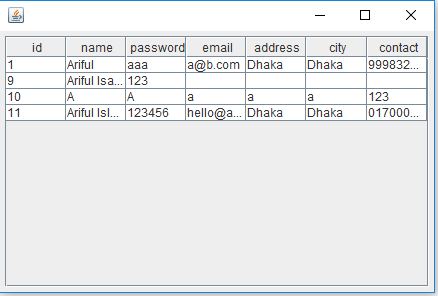 id name password email address city contact
1 Ariful aaa a@b.com Dhaka Dhaka 999832...
9 Ariful Isa... 123
10 A A a a a 123
11 Ariful Isl... 123456 hello@a... Dhaka Dhaka 017000...